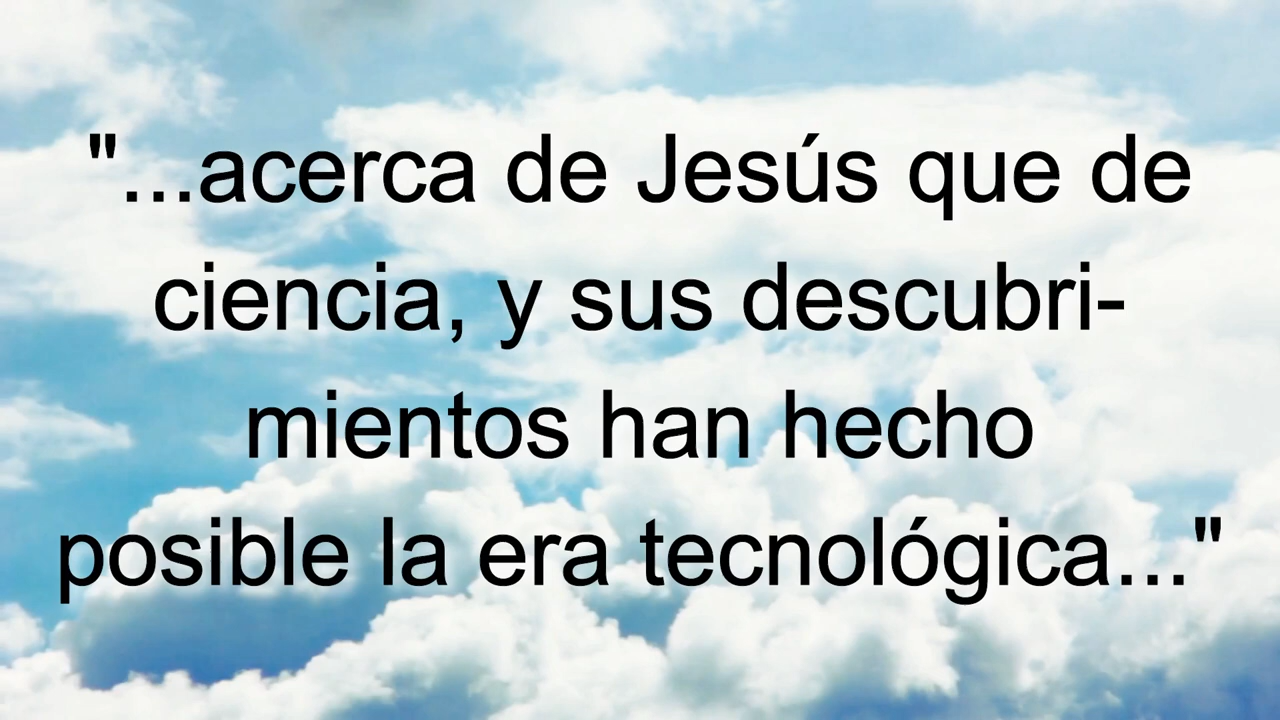 "...acerca de Jesús que de
ciencia, y sus descubri-
mientos han hecho
posible la era tecnológica..."